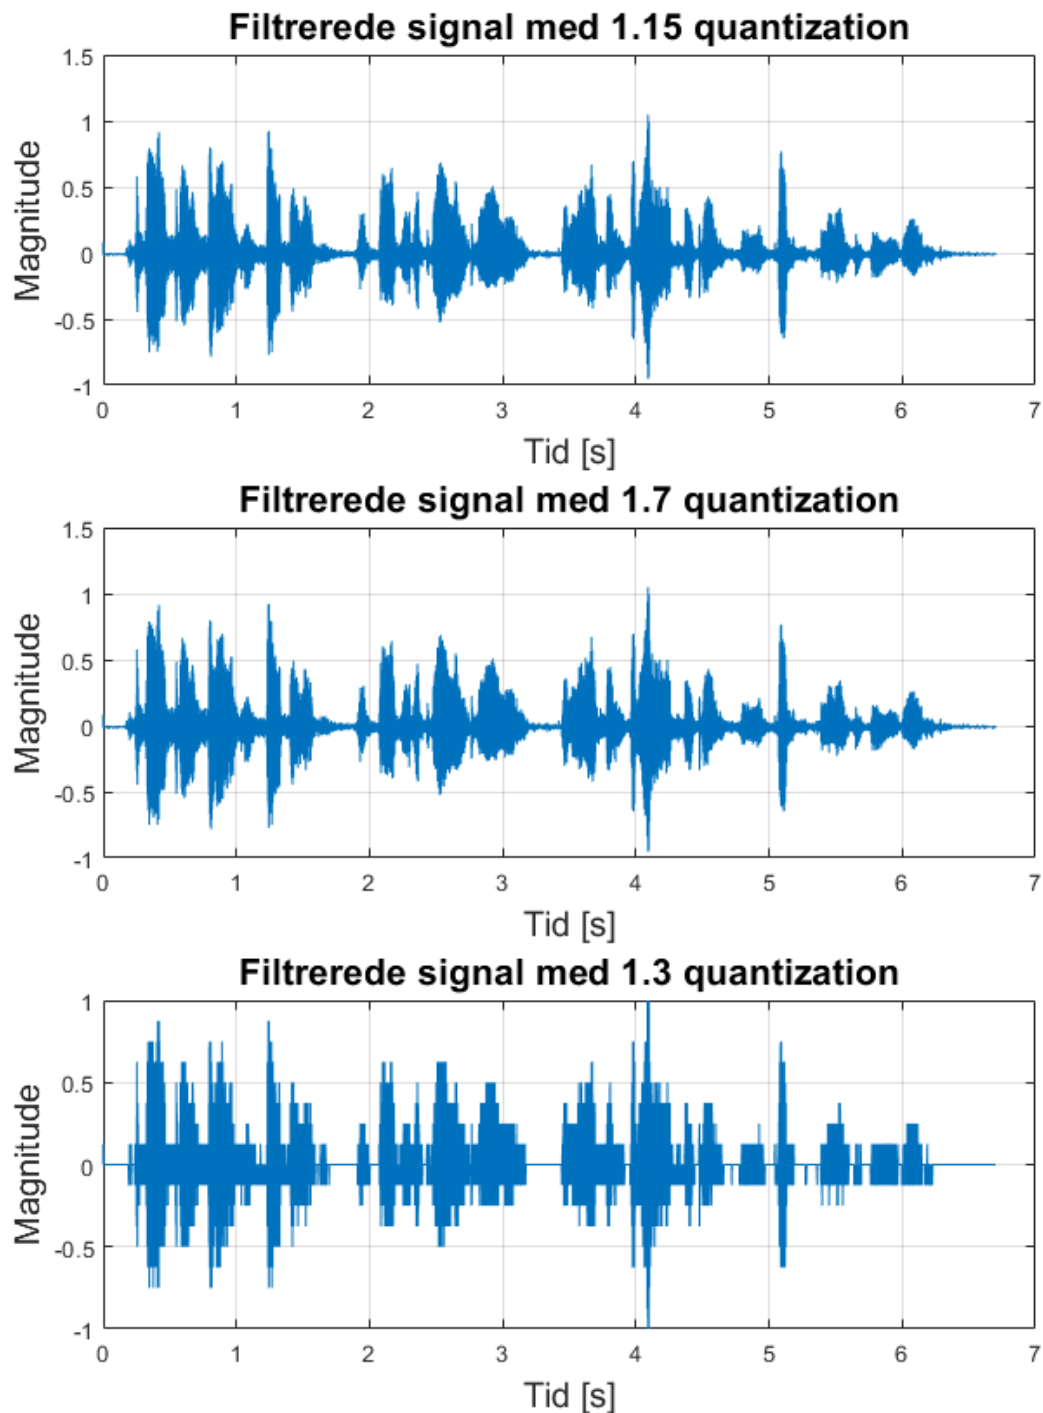 Filtrerede signal med 1.15 quantization
1.5
1
0.5
0
-0.5
-1
Magnitude
0 1 2 3 4 5 6 7
Tid [s]
Filtrerede signal med 1.7 quantization
1.5
1
0.5
0
-0.5
-1
Magnitude
0 1 2 3 4 5 6 7
Tid [s]
Filtrerede signal med 1.3 quantization
1
0.5
0
-0.5
-1
Magnitude
0 1 2 3 4 5 6 7
Tid [s]